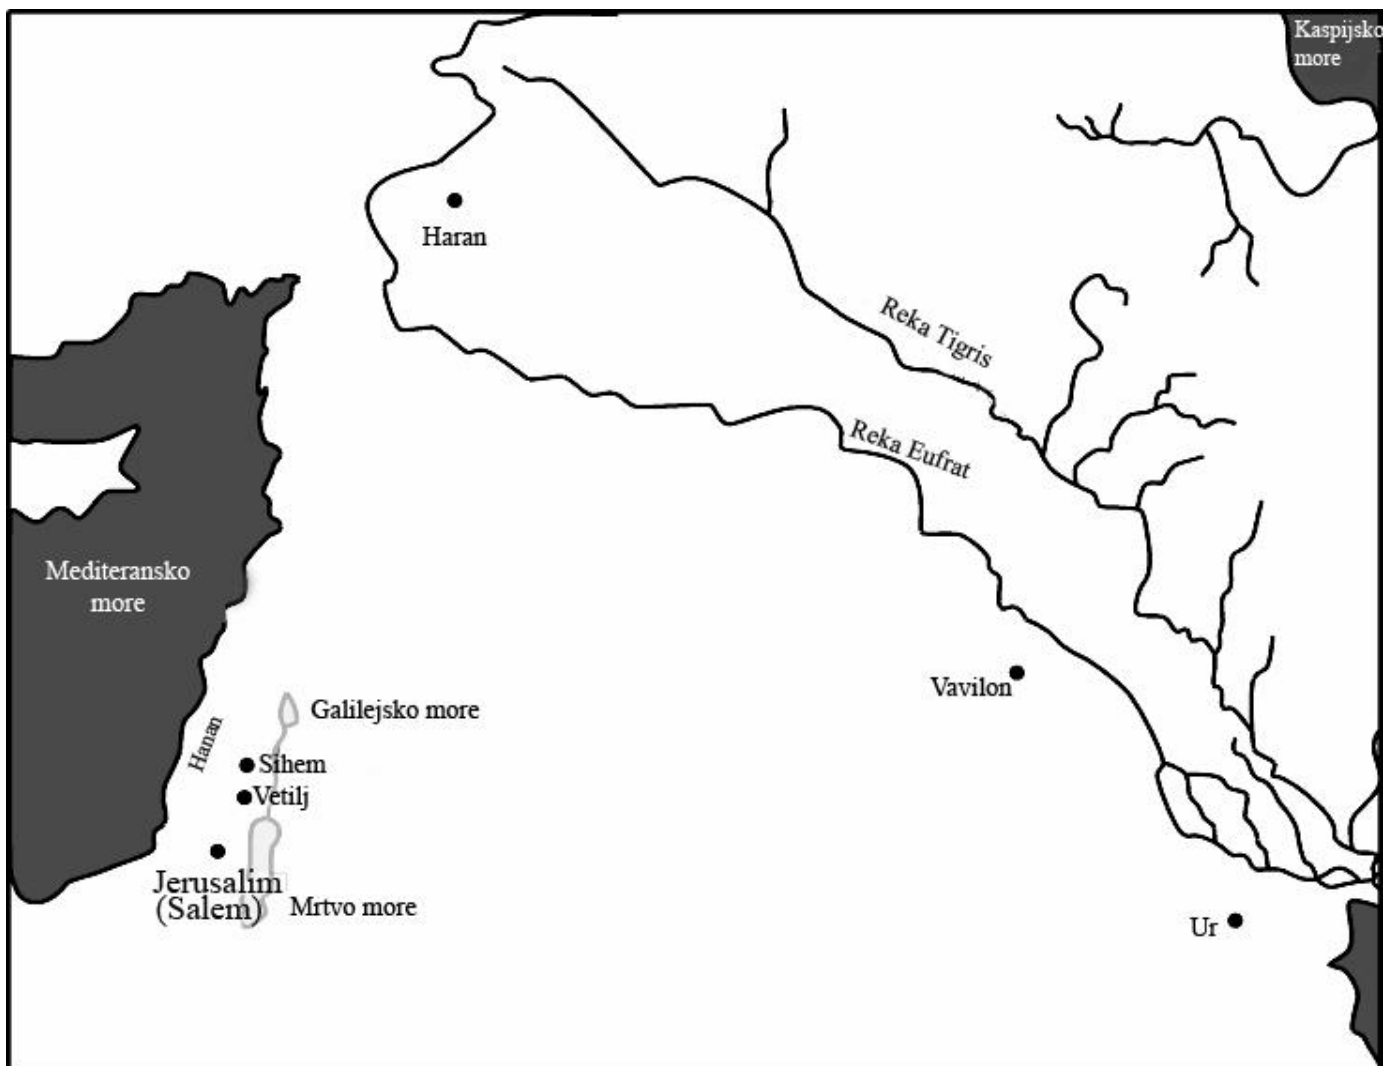 Kaspijsko
more
Haran
Reka Tigris
Reka Eufrat
Mediteransko
more
Vavilon
Galilejsko more
Hanan
Sihem
Vetilj
Jerusalim
(Salem)
Mrtvo more
Ur